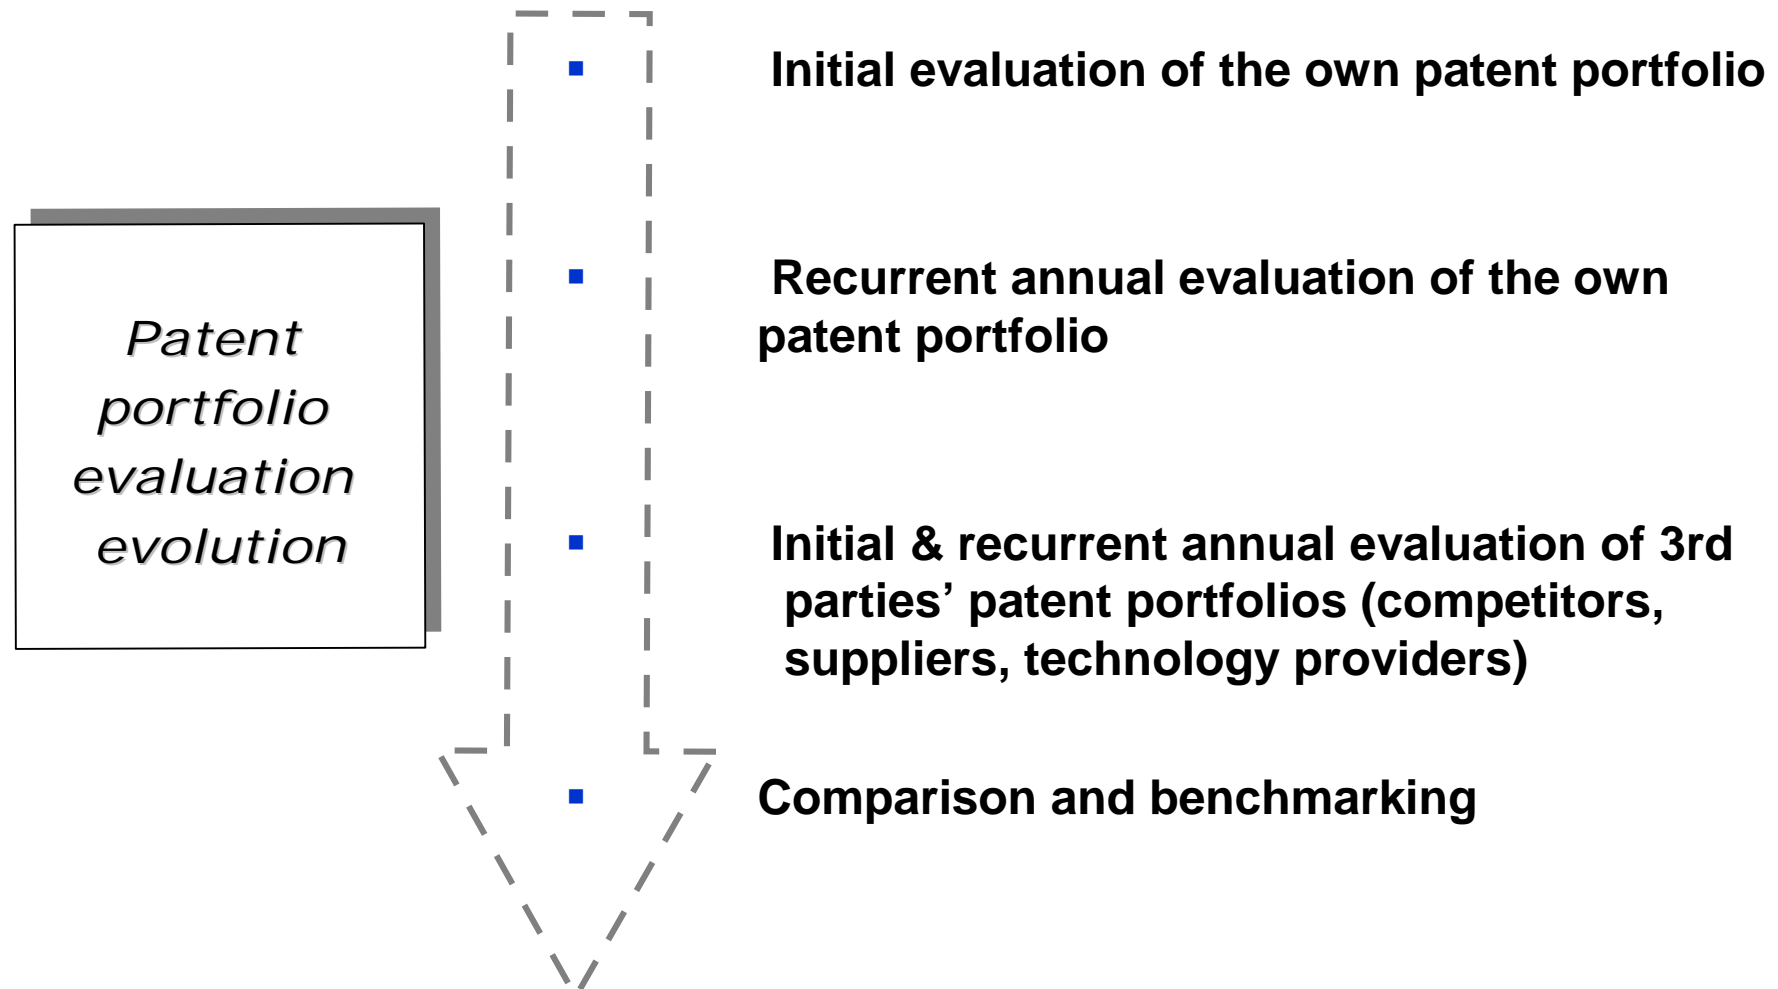 Patent
portfolio
evaluation
evolution
▪ Initial evaluation of the own patent portfolio
▪ Recurrent annual evaluation of the own
patent portfolio
▪ Initial & recurrent annual evaluation of 3rd
parties’ patent portfolios (competitors,
suppliers, technology providers)
▪ Comparison and benchmarking